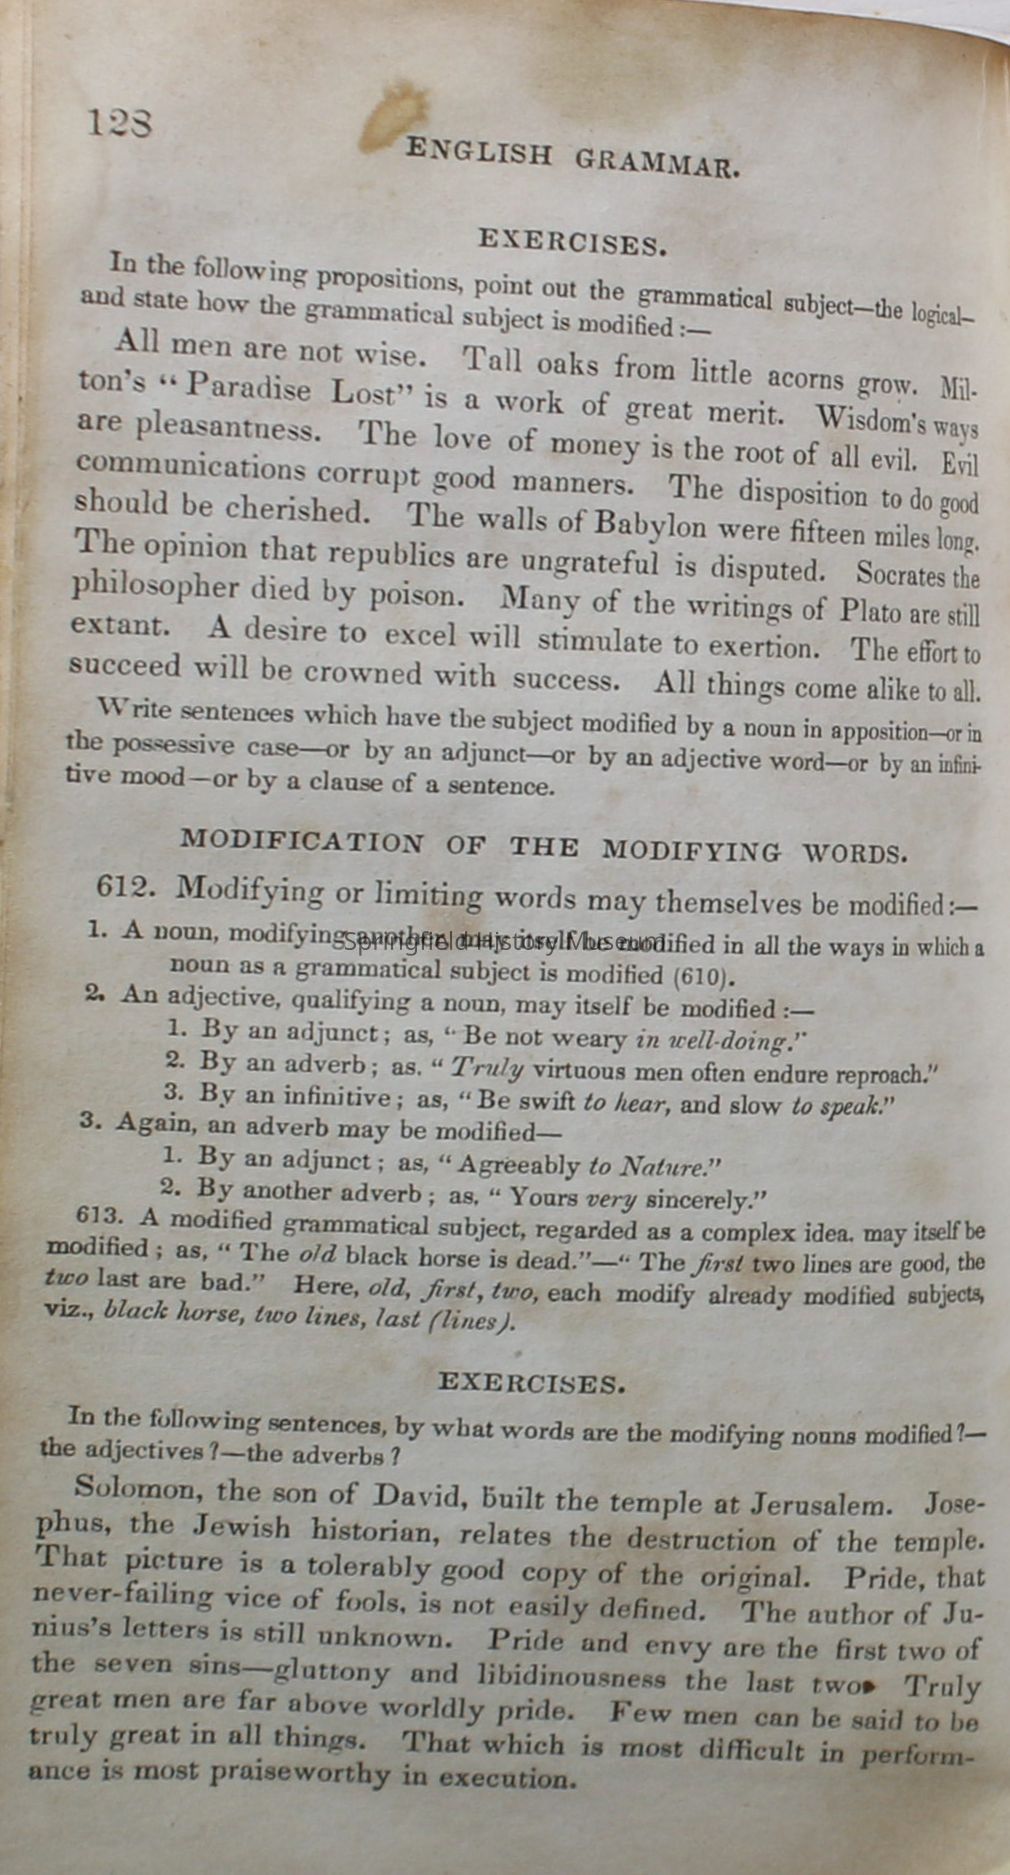 128
ENGLISH GRAMMAR.
EXERCISES.
In the following propositions, point out the grammatical subject—the logical—
and state how the grammatical subject is modified :—
All men are not wise. Tall oaks from little acorns grow. Mil-
ton's “ Paradise Lost” is a work of great merit. Wisdom's ways
are pleasantness. The love of money is the root of all evil. Evil
communications corrupt good manners. The disposition to do good
should be cherished. The walls of Babylon were fifteen miles long.
The opinion that republics are ungrateful is disputed. Socrates the
philosopher died by poison. Many of the writings of Plato are still
extant. A desire to excel will stimulate to exertion. The effort to
succeed will be crowned with success. All things come alike to all.
Write sentences which have the subject modified by a noun in apposition—or in
the possessive case—or by an adjunct—or by an adjective word—or by an infini-
tive mood—or by a clause of a sentence.
MODIFICATION OF THE MODIFYING WORDS.
612. Modifying or limiting words may themselves be modified:—
1. A noun, modifying another, may itself be modified in all the ways in which a
Springfield History Museum
noun as a grammatical subject is modified (610).
2. An adjective, qualifying a noun, may itself be modified :—
1. By an adjunct ; as, “ Be not weary in well-doing.”
2. By an adverb ; as. “ Truly virtuous men often endure reproach.”
3. By an infinitive ; as, “ Be swift to hear, and slow to speak.”
3. Again, an adverb may be modified—
1. By an adjunct ; as, “ Agreeably to Nature.”
2. By another adverb ; as. “ Yours very sincerely.”
613. A modified grammatical subject, regarded as a complex idea. may itself be
modified ; as, “ The old black horse is dead.”—“ The first two lines are good, the
two last are bad.” Here, old, first, two, each modify already modified subjects,
viz., black horse, two lines, last (lines).
EXERCISES.
In the following sentences, by what words are the modifying nouns modified ?—
the adjectives ?—the adverbs ?
Solomon, the son of David, built the temple at Jerusalem. Jose-
phus, the Jewish historian, relates the destruction of the temple.
That picture is a tolerably good copy of the original. Pride, that
never-failing vice of fools, is not easily defined. The author of Ju-
nius's letters is still unknown. Pride and envy are the first two of
the seven sins—gluttony and libidinousness the last two. Truly
great men are far above worldly pride. Few men can be said to be
truly great in all things. That which is most difficult in perform-
ance is most praiseworthy in execution.